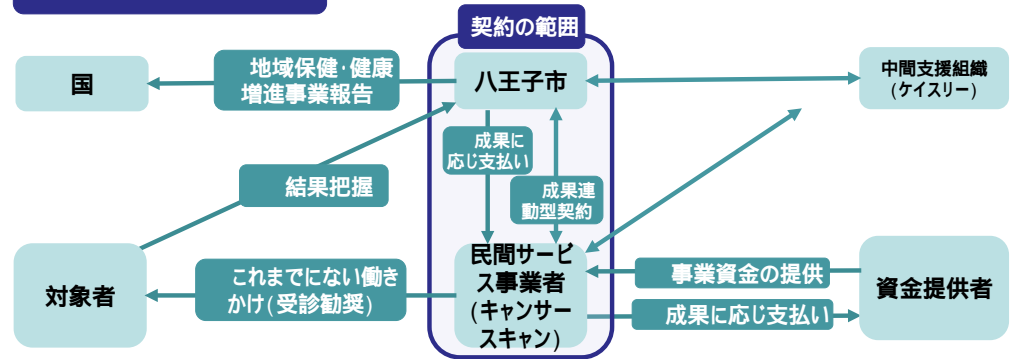 契約の範囲
国
地域保健・健康
増進事業報告
八王子市
中間支援組織
(ケイスリー)
成果に
応じ支払い
結果把握
成果連
動型契約
対象者
これまでにない働き
かけ(受診勧奨)
民間サービ
ス事業者
(キャンサー
スキャン)
事業資金の提供
成果に応じ支払い
資金提供者